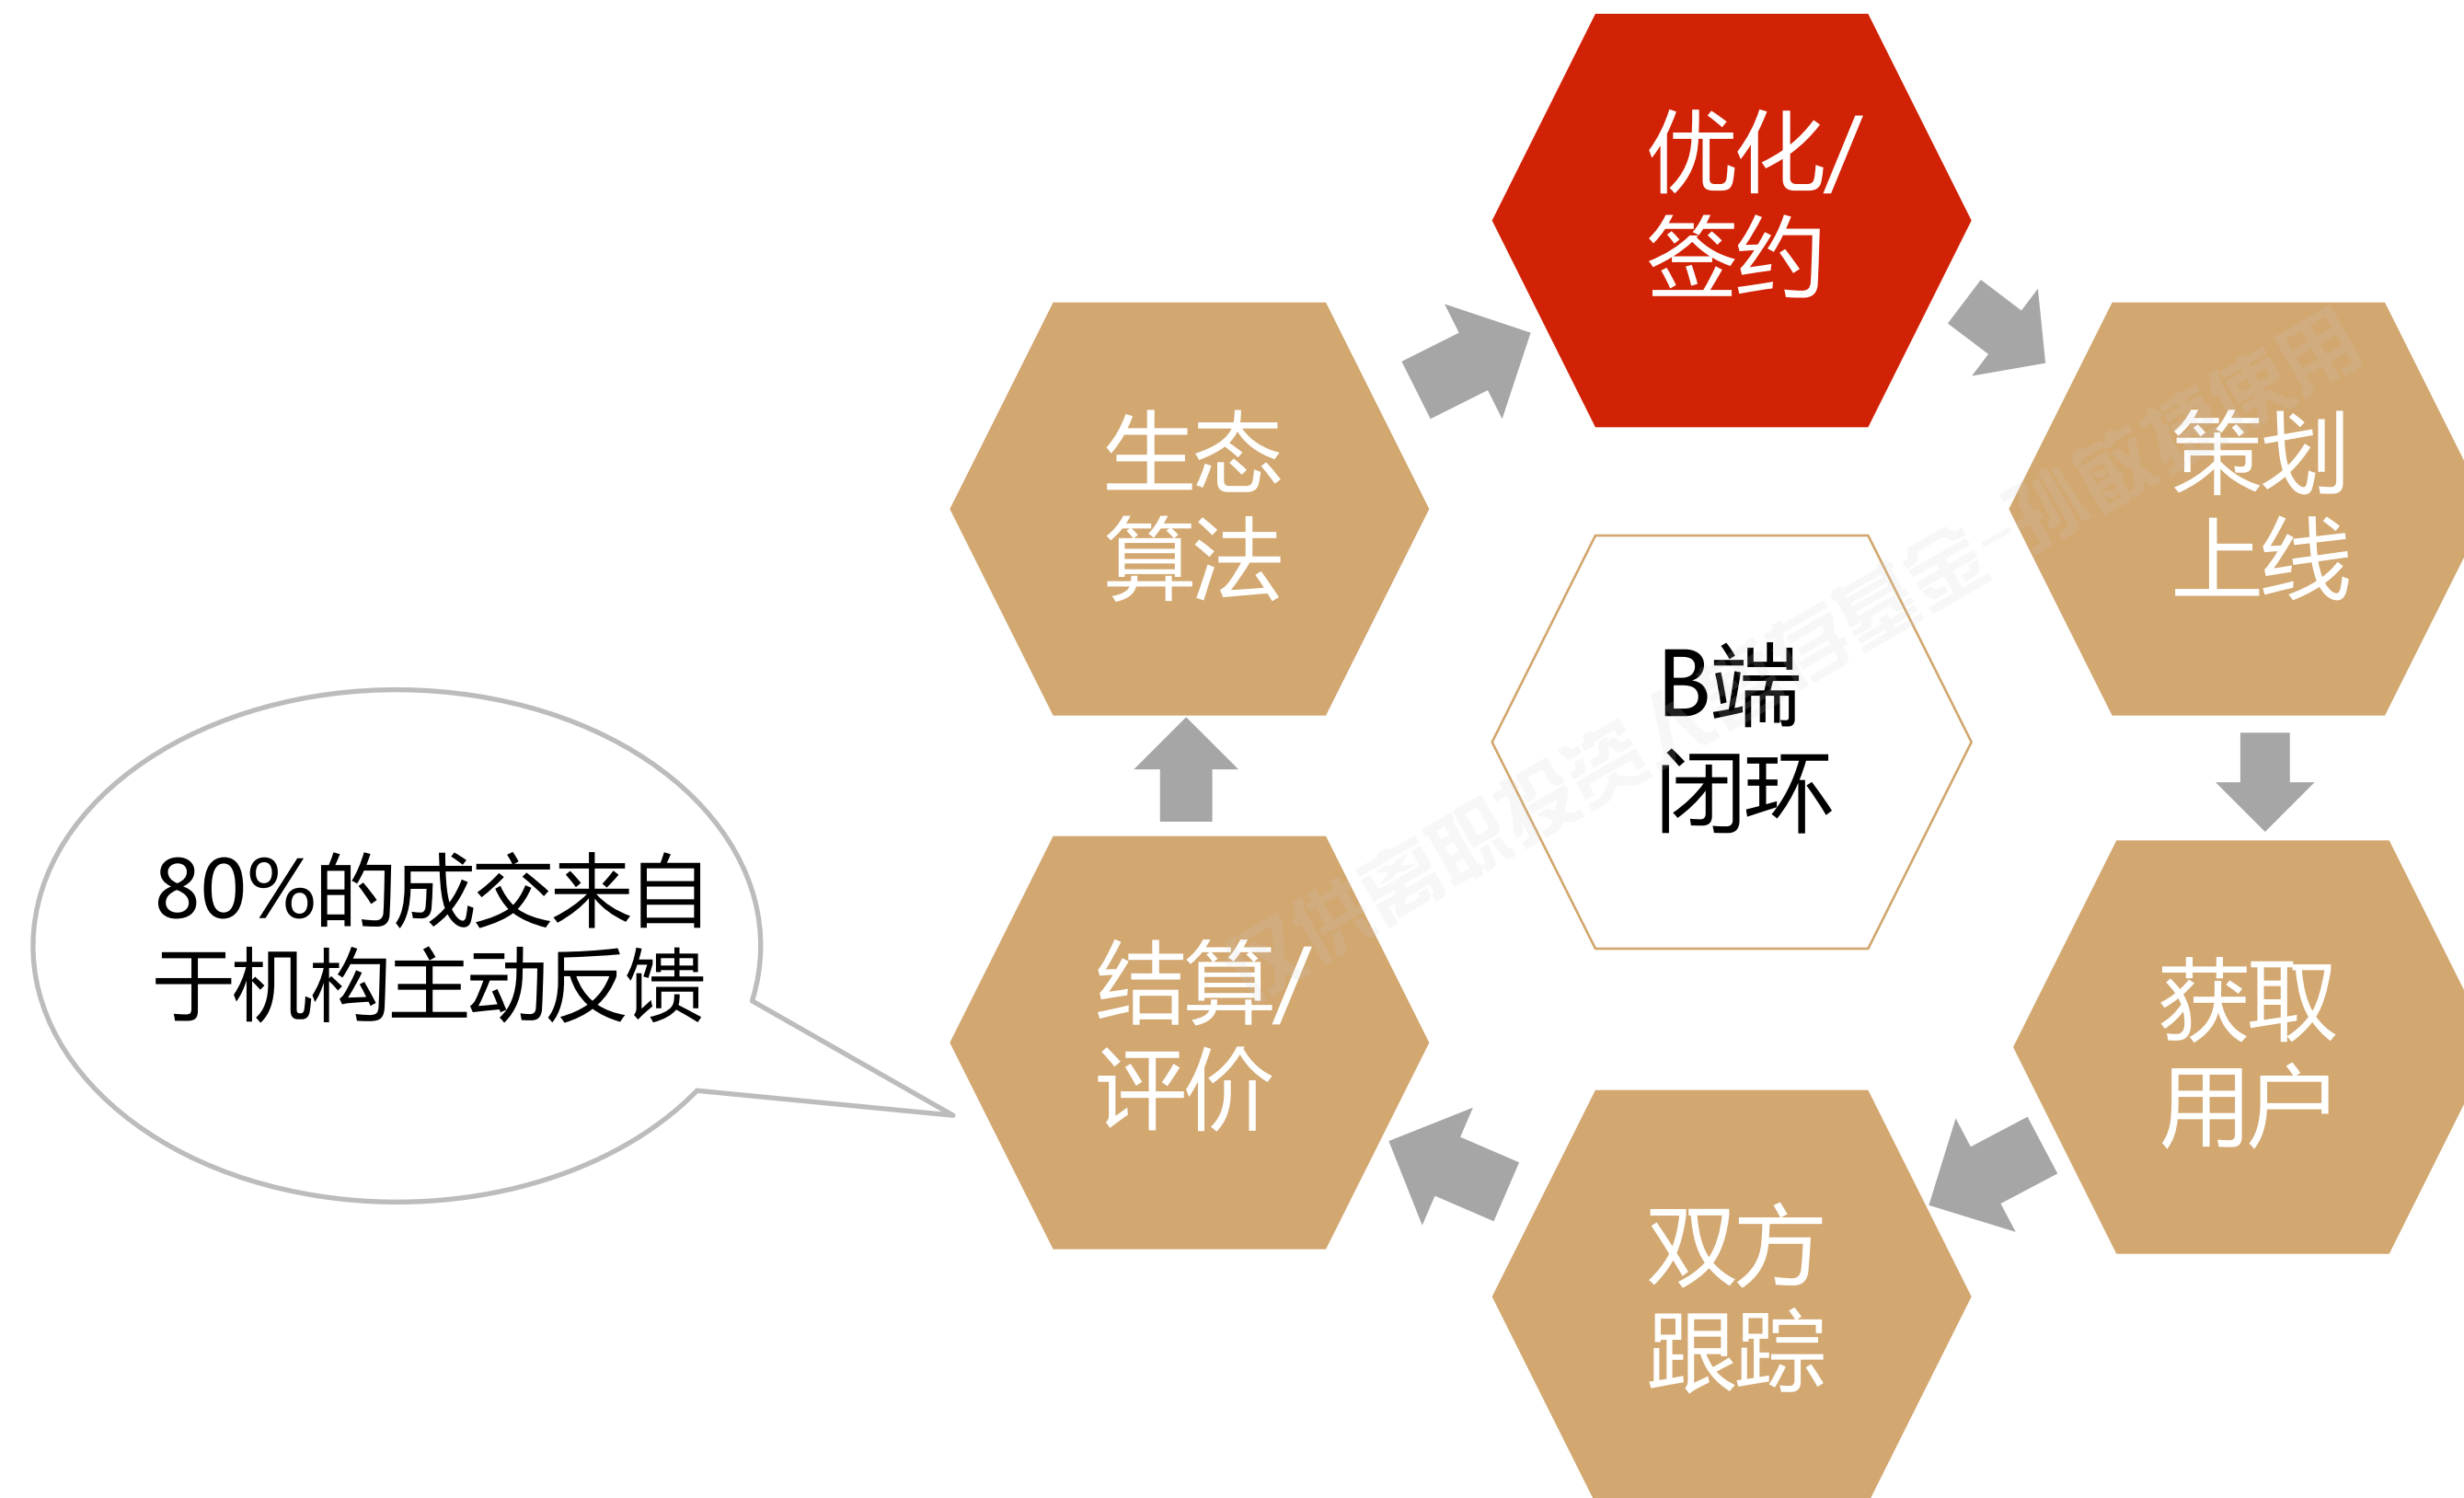 优化/
签约
生态
算法
策划
上线
B端
闭环
80%的成交来自
于机构主动反馈
结算/
评价
获取
用户
双方
跟踪